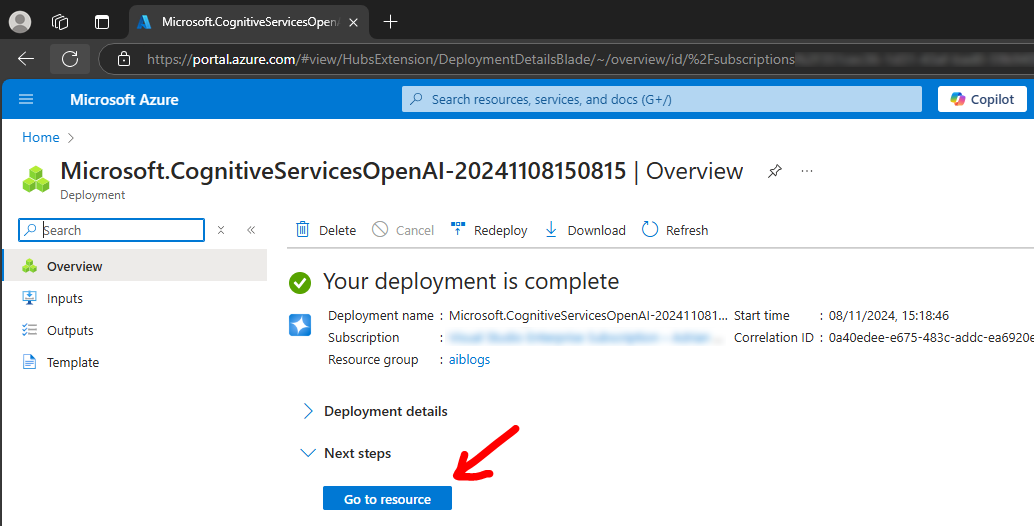 Microsoft.CognitiveServicesOpenAI
https://portal.azure.com/#view/HubsExtension/DeploymentDetailsBlade/~/overview/id/%2Fsubscriptions
Microsoft Azure
Search resources, services, and docs (G+/)
Copilot
Home
Microsoft.CognitiveServicesOpenAI-20241108150815 | Overview
Deployment
Search
Delete
Cancel
Redeploy
Download
Refresh
Overview
Inputs
Outputs
Template
Your deployment is complete
Deployment name : Microsoft.CognitiveServicesOpenAI-202411081...
Start time : 08/11/2024, 15:18:46
Subscription :
Correlation ID : 0a40edee-e675-483c-addc-ea6920e
Resource group : aiblogs
Deployment details
Next steps
Go to resource